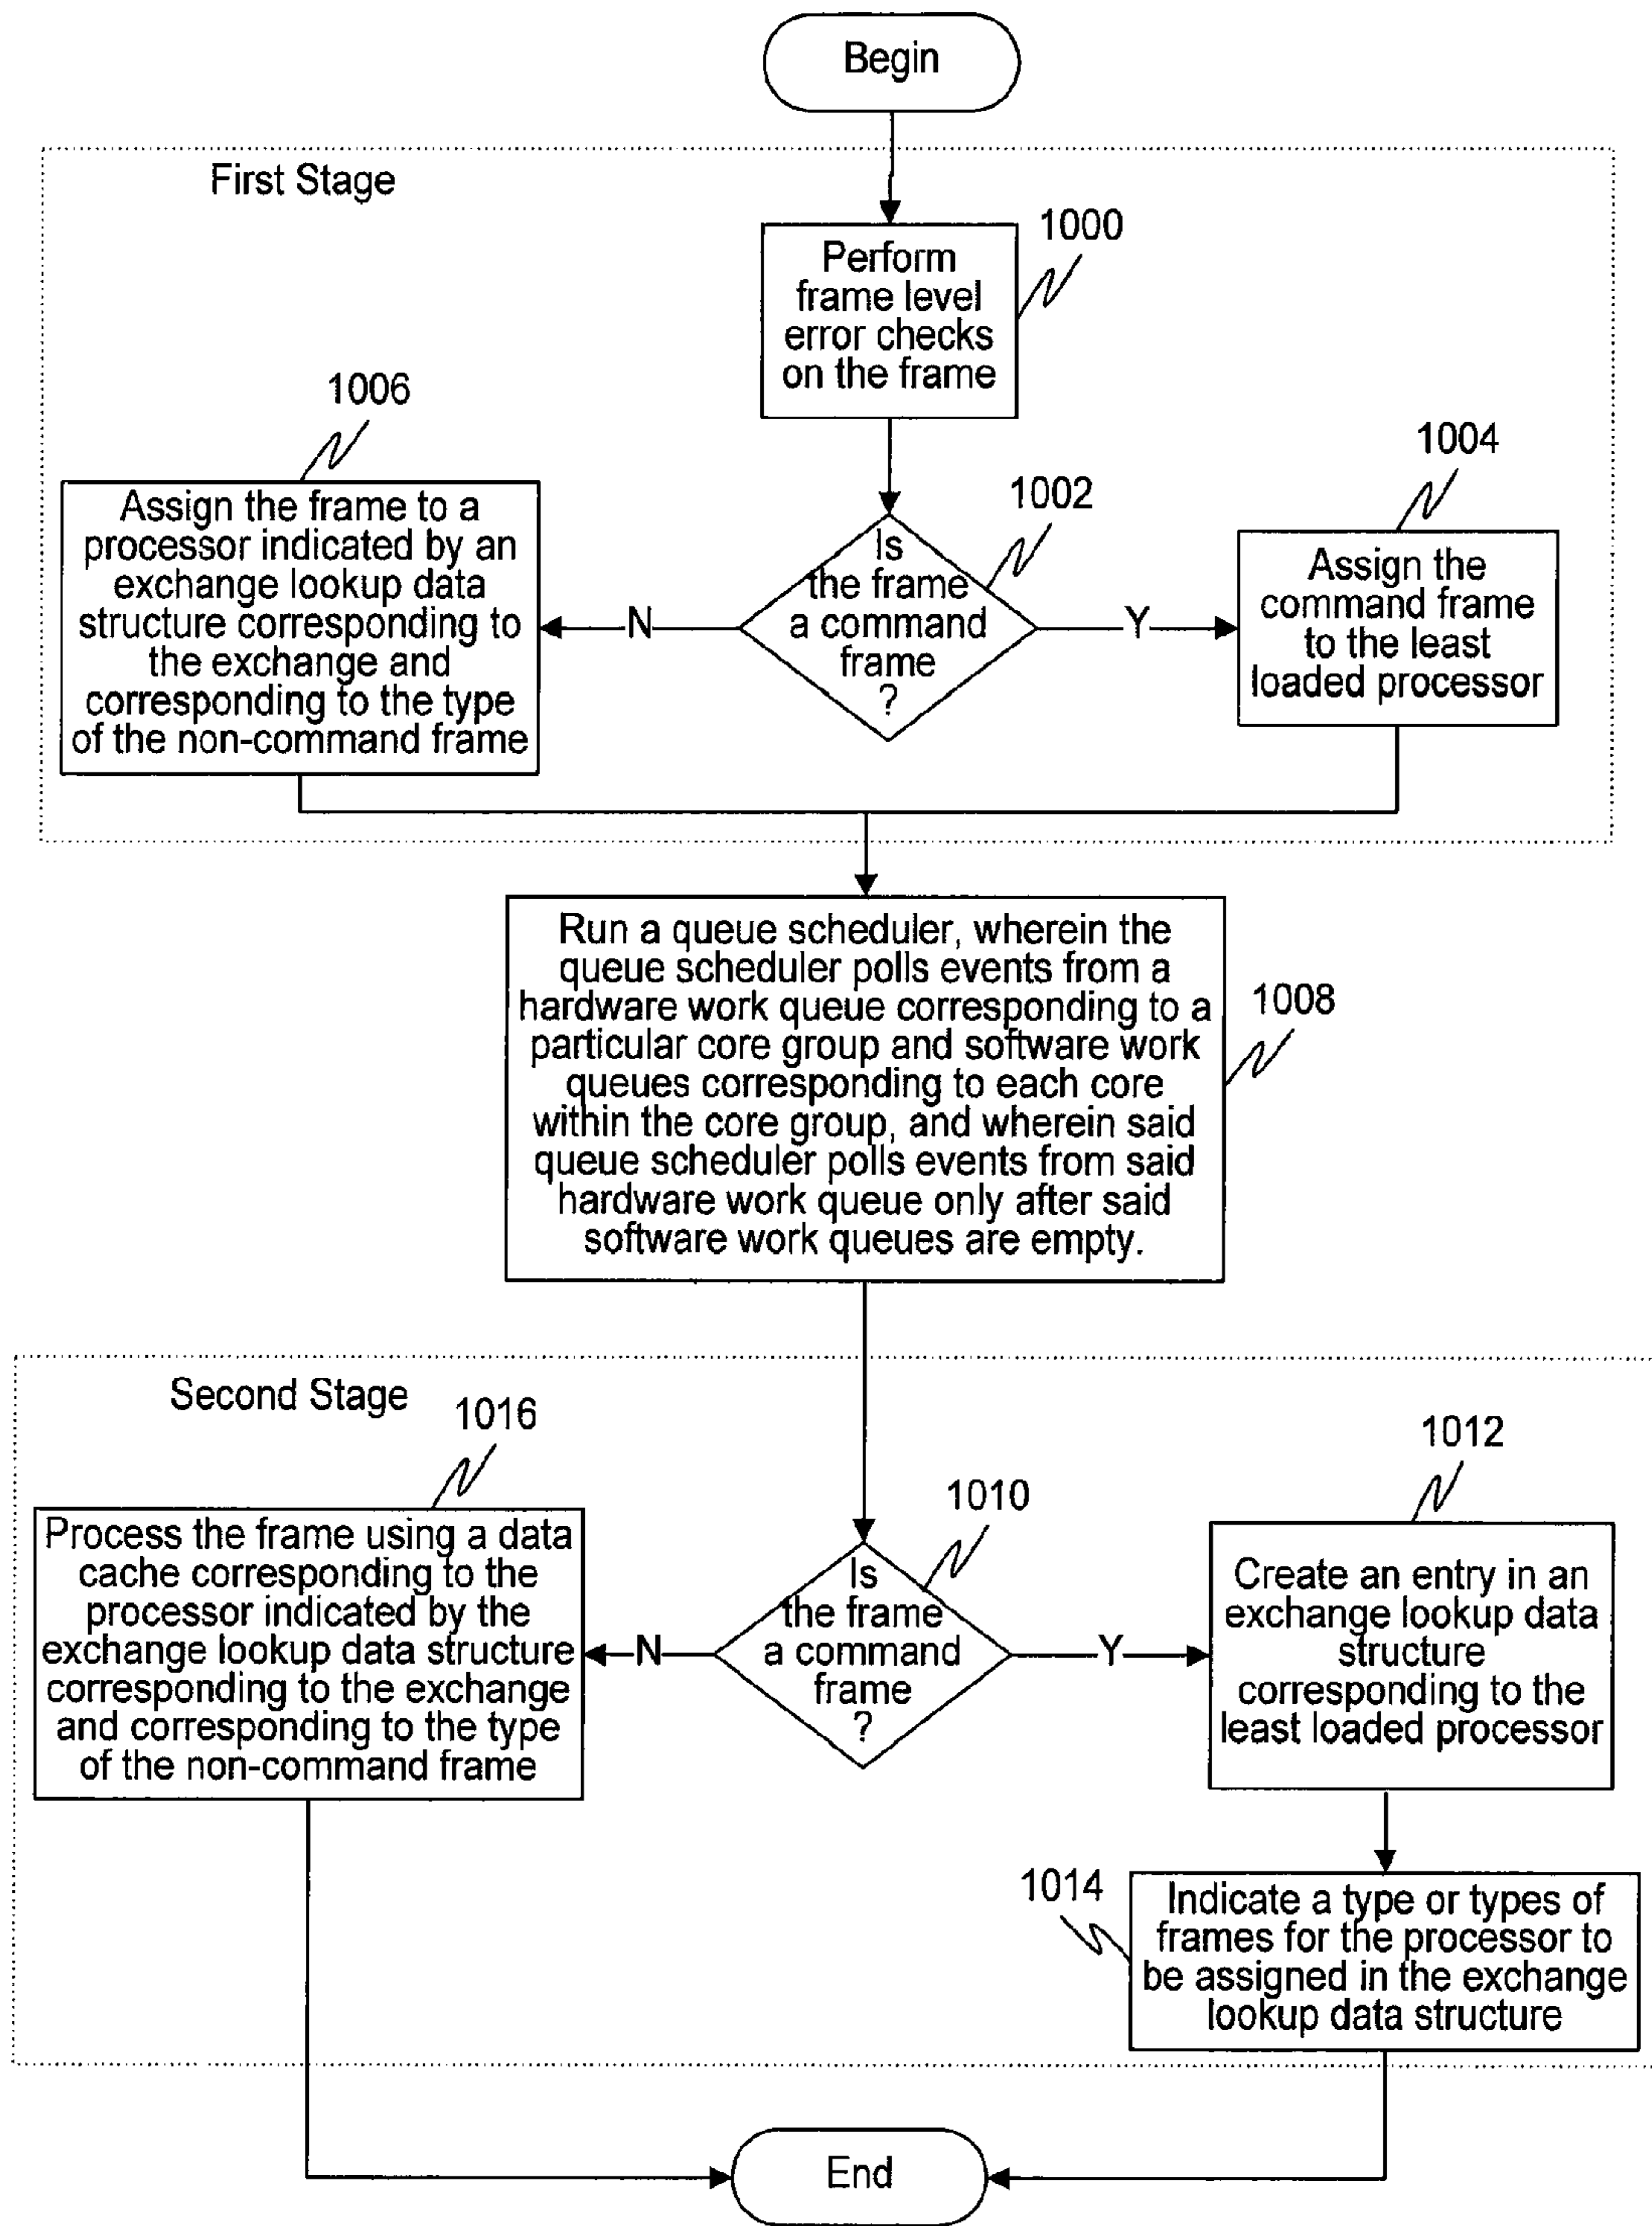 Begin
First Stage
1000
Perform
frame level
error checks
on the frame
1006
Assign the frame to a
processor indicated by an
exchange lookup data
structure corresponding to
the exchange and
corresponding to the type
of the non-command frame
1002
Is
the frame
a command
frame
?
N
Y
1004
Assign the
command frame
to the least
loaded processor
Run a queue scheduler, wherein the
queue scheduler polls events from a
hardware work queue corresponding to a
particular core group and software work
queues corresponding to each core
within the core group, and wherein said
queue scheduler polls events from said
hardware work queue only after said
software work queues are empty.
1008
Second Stage
1016
Process the frame using a data
cache corresponding to the
processor indicated by the
exchange lookup data structure
corresponding to the exchange
and corresponding to the type
of the non-command frame
1010
Is
the frame
a command
frame
?
N
Y
1012
Create an entry in an
exchange lookup data
structure
corresponding to the
least loaded processor
1014
Indicate a type or types of
frames for the processor to
be assigned in the exchange
lookup data structure
End